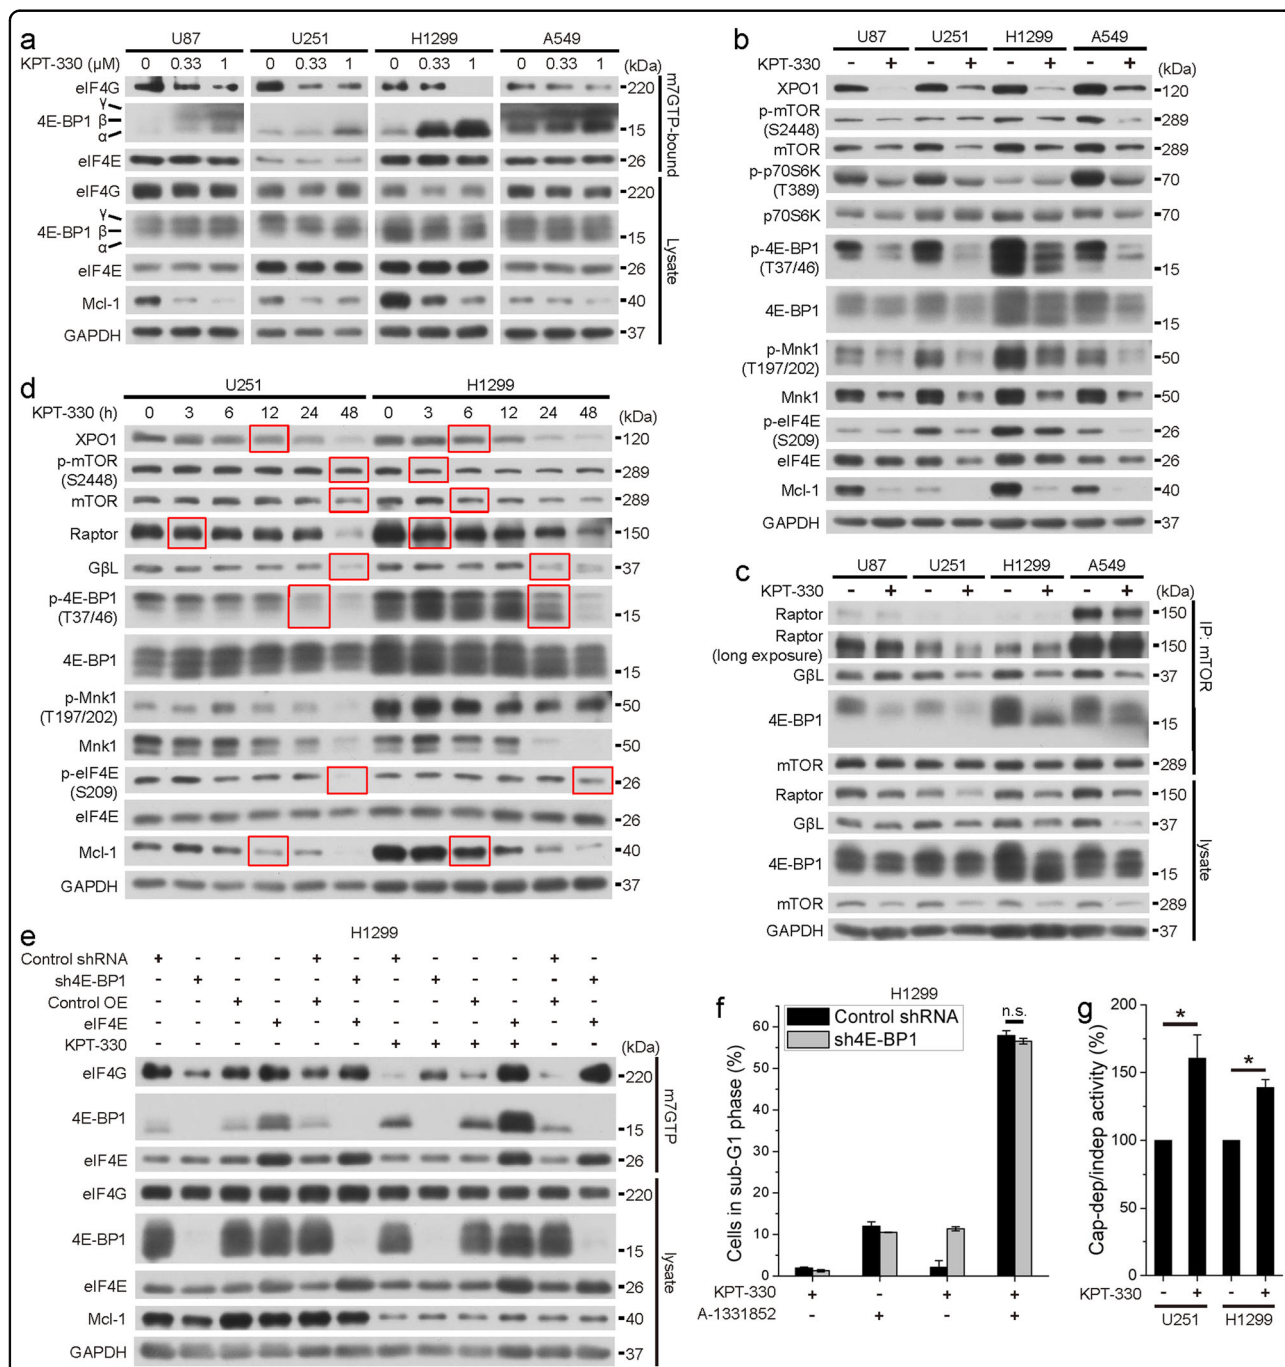 a
U87 U251 H1299 A549
KPT-330 (µM) 0 0.33 1 0 0.33 1 0 0.33 1 0 0.33 1 (kDa)
eIF4G 220
4E-BP1 γ β α 15
eIF4E 26
m7GTP-bound
eIF4G 220
4E-BP1 γ β α 15
eIF4E 26
Mcl-1 40
GAPDH 37
Lysate
b
U87 U251 H1299 A549
KPT-330 - + - + - + - + (kDa)
XPO1 120
p-mTOR
(S2448) 289
mTOR 289
p-p70S6K
(T389) 70
p70S6K 70
p-4E-BP1
(T37/46) 15
4E-BP1 15
p-Mnk1
(T197/202) 50
Mnk1 50
p-eIF4E
(S209) 26
eIF4E 26
Mcl-1 40
GAPDH 37
c
U87 U251 H1299 A549
KPT-330 - + - + - + - + (kDa)
Raptor 150
Raptor
(long exposure) 150
GβL 37
4E-BP1 15
mTOR 289
IP: mTOR
Raptor 150
GβL 37
4E-BP1 15
mTOR 289
GAPDH 37
lysate
d
U251 H1299
KPT-330 (h) 0 3 6 12 24 48 0 3 6 12 24 48 (kDa)
XPO1 120
p-mTOR
(S2448) 289
mTOR 289
Raptor 150
GβL 37
p-4E-BP1
(T37/46) 15
4E-BP1 15
p-Mnk1
(T197/202) 50
Mnk1 50
p-eIF4E
(S209) 26
eIF4E 26
Mcl-1 40
GAPDH 37
e
H1299
Control shRNA + - - - + - + - - - + -
sh4E-BP1 - + - - - + - + - - - +
Control OE - - + - + - - - + - + -
eIF4E - - - + - + - - - + - +
KPT-330 - - - - - - + + + + - -
(kDa)
eIF4G 220
4E-BP1 15
eIF4E 26
m7GTP
eIF4G 220
4E-BP1 15
eIF4E 26
Mcl-1 40
GAPDH 37
lysate
f
H1299
Control shRNA
sh4E-BP1
n.s.
Cells in sub-G1 phase (%)
60
50
40
30
20
10
0
KPT-330 + - + +
A-1331852 - + - +
g
Cap-dep/indep activity (%)
200
150
100
50
0
* *
KPT-330 - + - +
U251 H1299